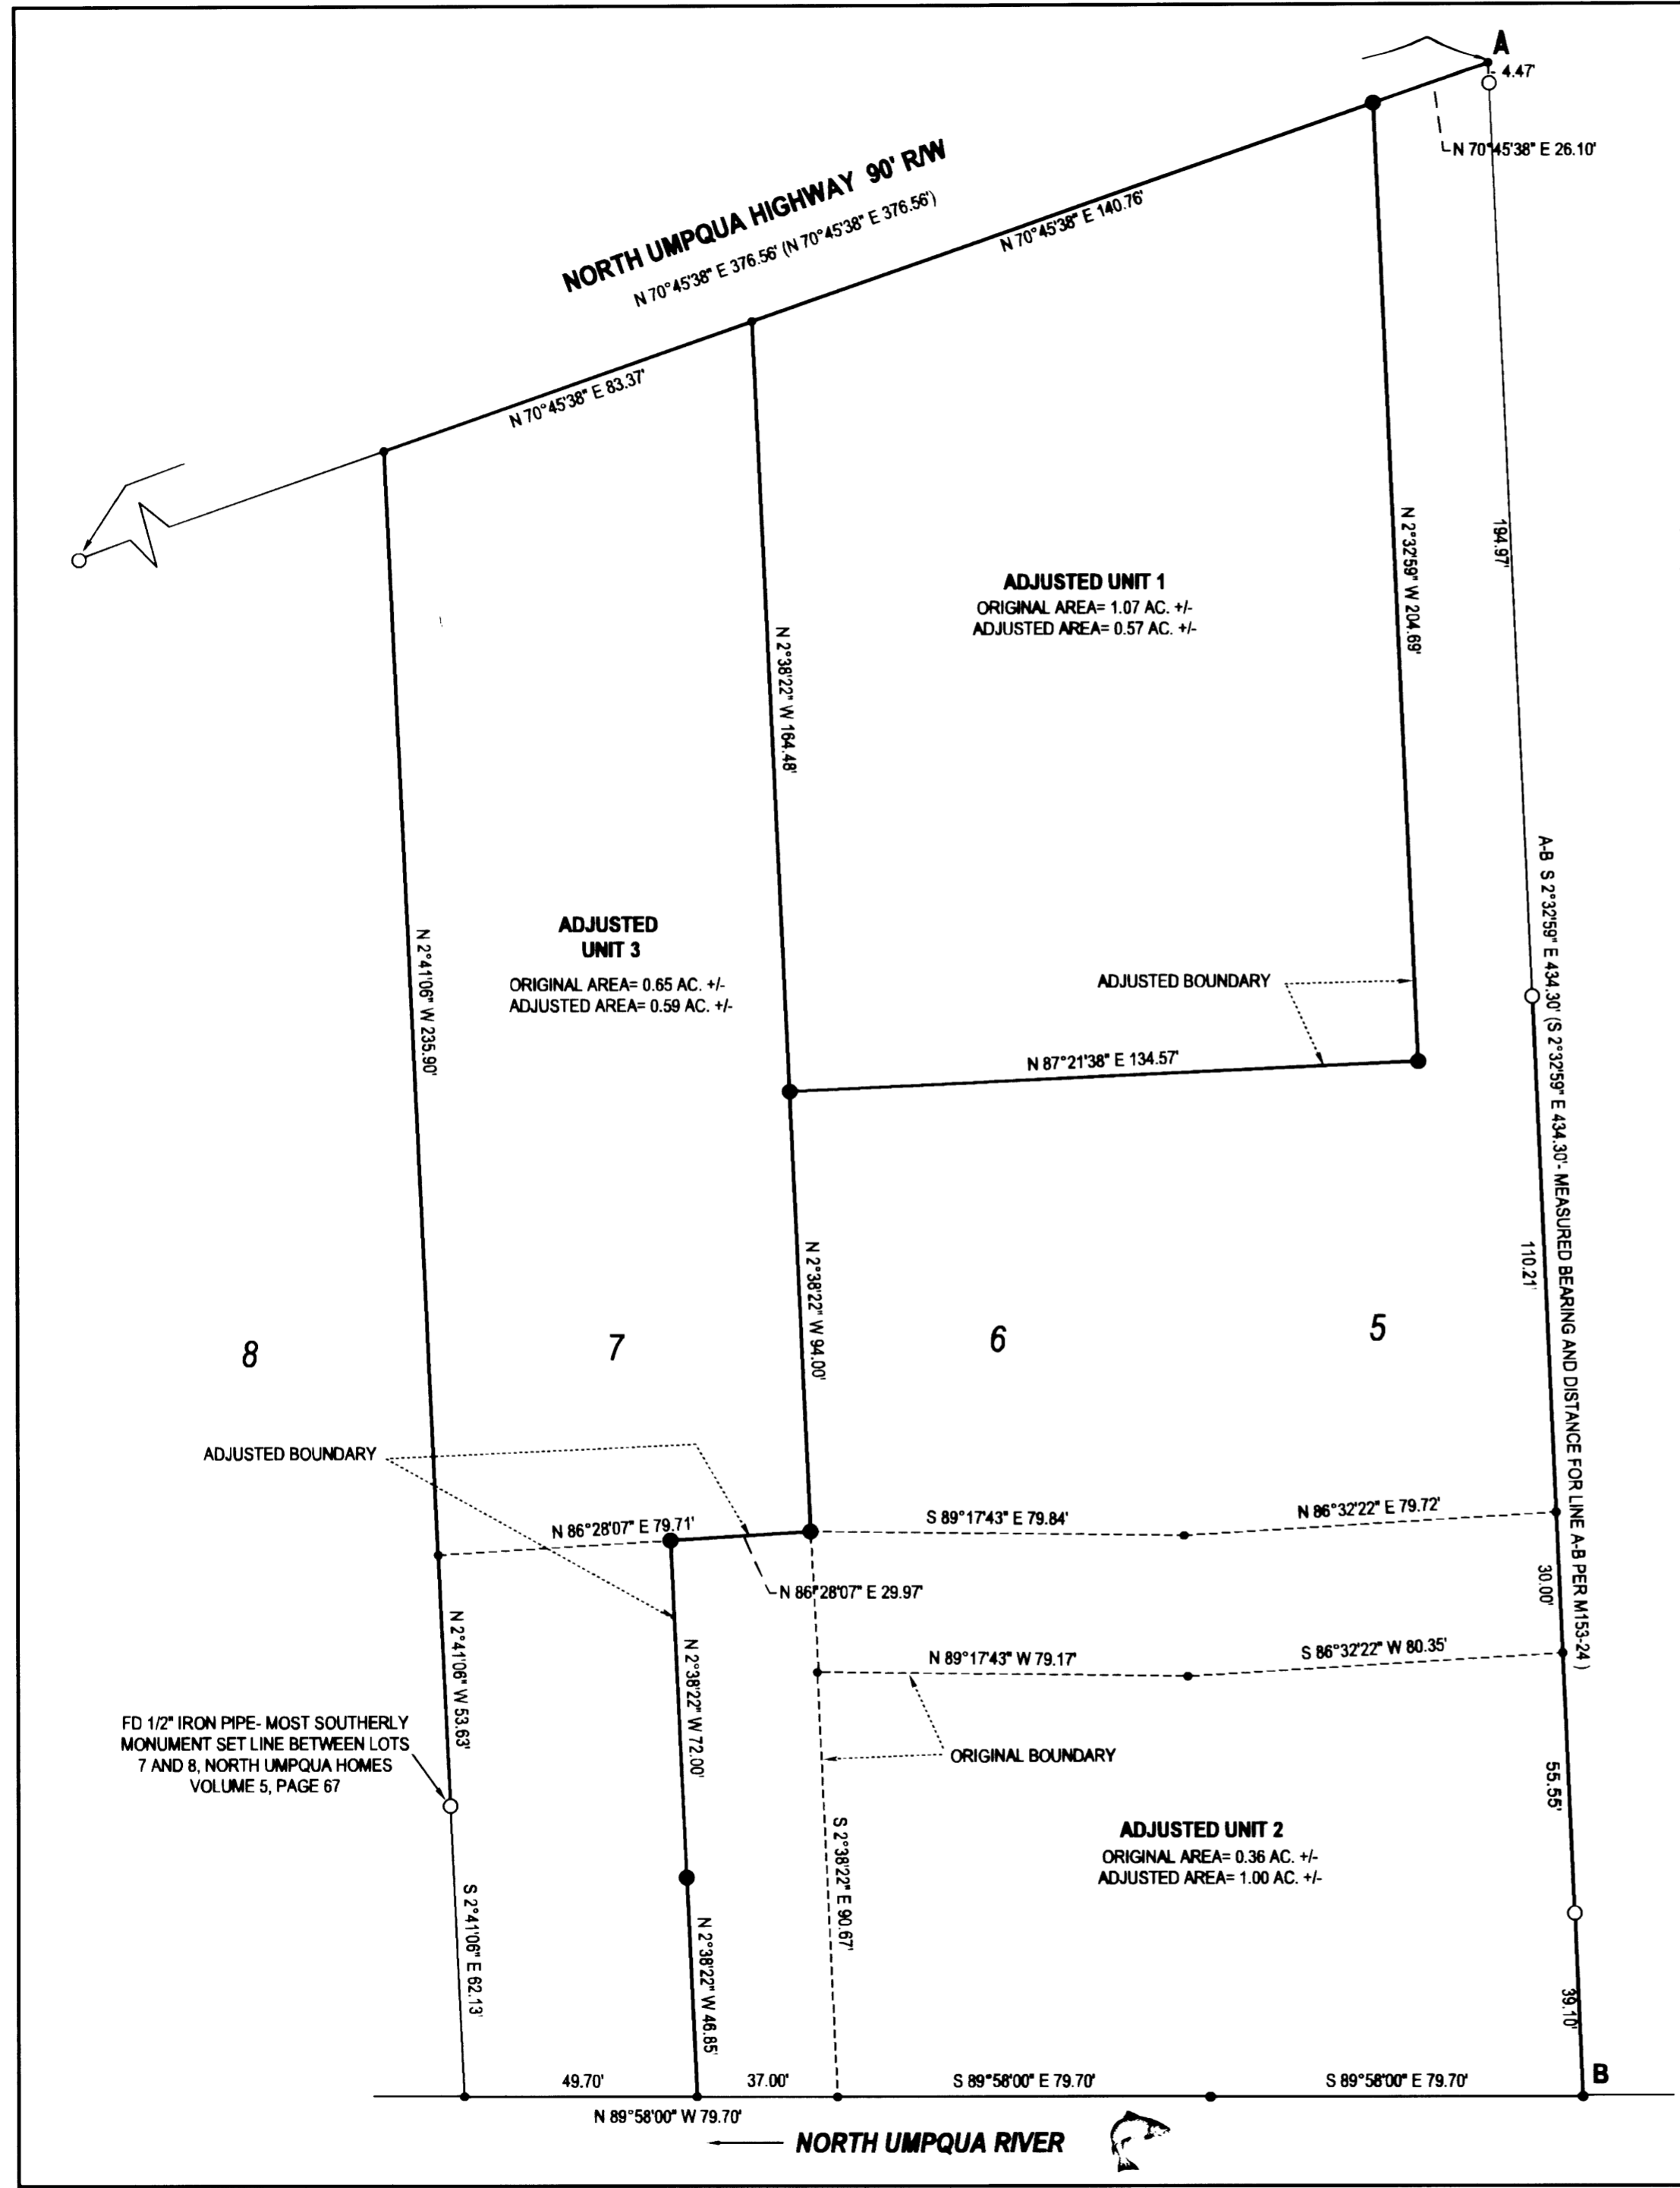 A
4.47'
N 70°45'38" E 26.10'
NORTH UMPQUA HIGHWAY 90' R/W
N 70°45'38" E 376.56' (N 70°45'38" E 376.56')
N 70°45'38" E 140.76'
N 70°45'38" E 83.37'
N 2°32'59" W 204.69'
194.97'
ADJUSTED UNIT 1
ORIGINAL AREA= 1.07 AC. +/-
ADJUSTED AREA= 0.57 AC. +/-
N 2°38'22" W 164.48'
A-B S 2°32'59" E 434.30' (S 2°32'59" E 434.30'- MEASURED BEARING AND DISTANCE FOR LINE A-B PER M153-24 )
ADJUSTED
UNIT 3
ORIGINAL AREA= 0.65 AC. +/-
ADJUSTED AREA= 0.59 AC. +/-
N 2°41'06" W 235.90'
ADJUSTED BOUNDARY
N 87°21'38" E 134.57'
110.21'
N 2°38'22" W 94.00'
8
7
6
5
ADJUSTED BOUNDARY
N 86°28'07" E 79.71'
S 89°17'43" E 79.84'
N 86°32'22" E 79.72'
N 86°28'07" E 29.97'
30.00'
N 2°41'06" W 53.63'
N 2°38'22" W 72.00'
N 89°17'43" W 79.17'
S 86°32'22" W 80.35'
FD 1/2" IRON PIPE- MOST SOUTHERLY
MONUMENT SET LINE BETWEEN LOTS
7 AND 8, NORTH UMPQUA HOMES
VOLUME 5, PAGE 67
ORIGINAL BOUNDARY
55.55'
ADJUSTED UNIT 2
ORIGINAL AREA= 0.36 AC. +/-
ADJUSTED AREA= 1.00 AC. +/-
S 2°38'22" E 90.67'
S 2°41'06" E 62.13'
N 2°38'22" W 46.85'
39.10'
B
49.70'
37.00'
S 89°58'00" E 79.70'
S 89°58'00" E 79.70'
N 89°58'00" W 79.70'
NORTH UMPQUA RIVER